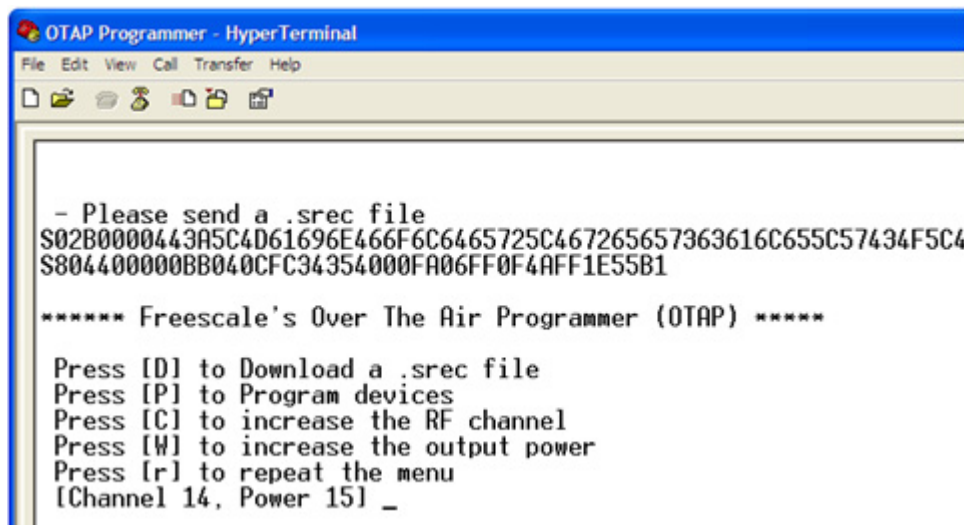 OTAP Programmer - HyperTerminal
File Edit View Call Transfer Help
- Please send a .srec file
S02B0000443A5C4D61696E466F6C6465725C467265657363616C655C57434F5C4
S804400000BB040CFC34354000FA06FF0F4AFF1E55B1
****** Freescale's Over The Air Programmer (OTAP) *****
Press [D] to Download a .srec file
Press [P] to Program devices
Press [C] to increase the RF channel
Press [W] to increase the output power
Press [r] to repeat the menu
[Channel 14, Power 15] _